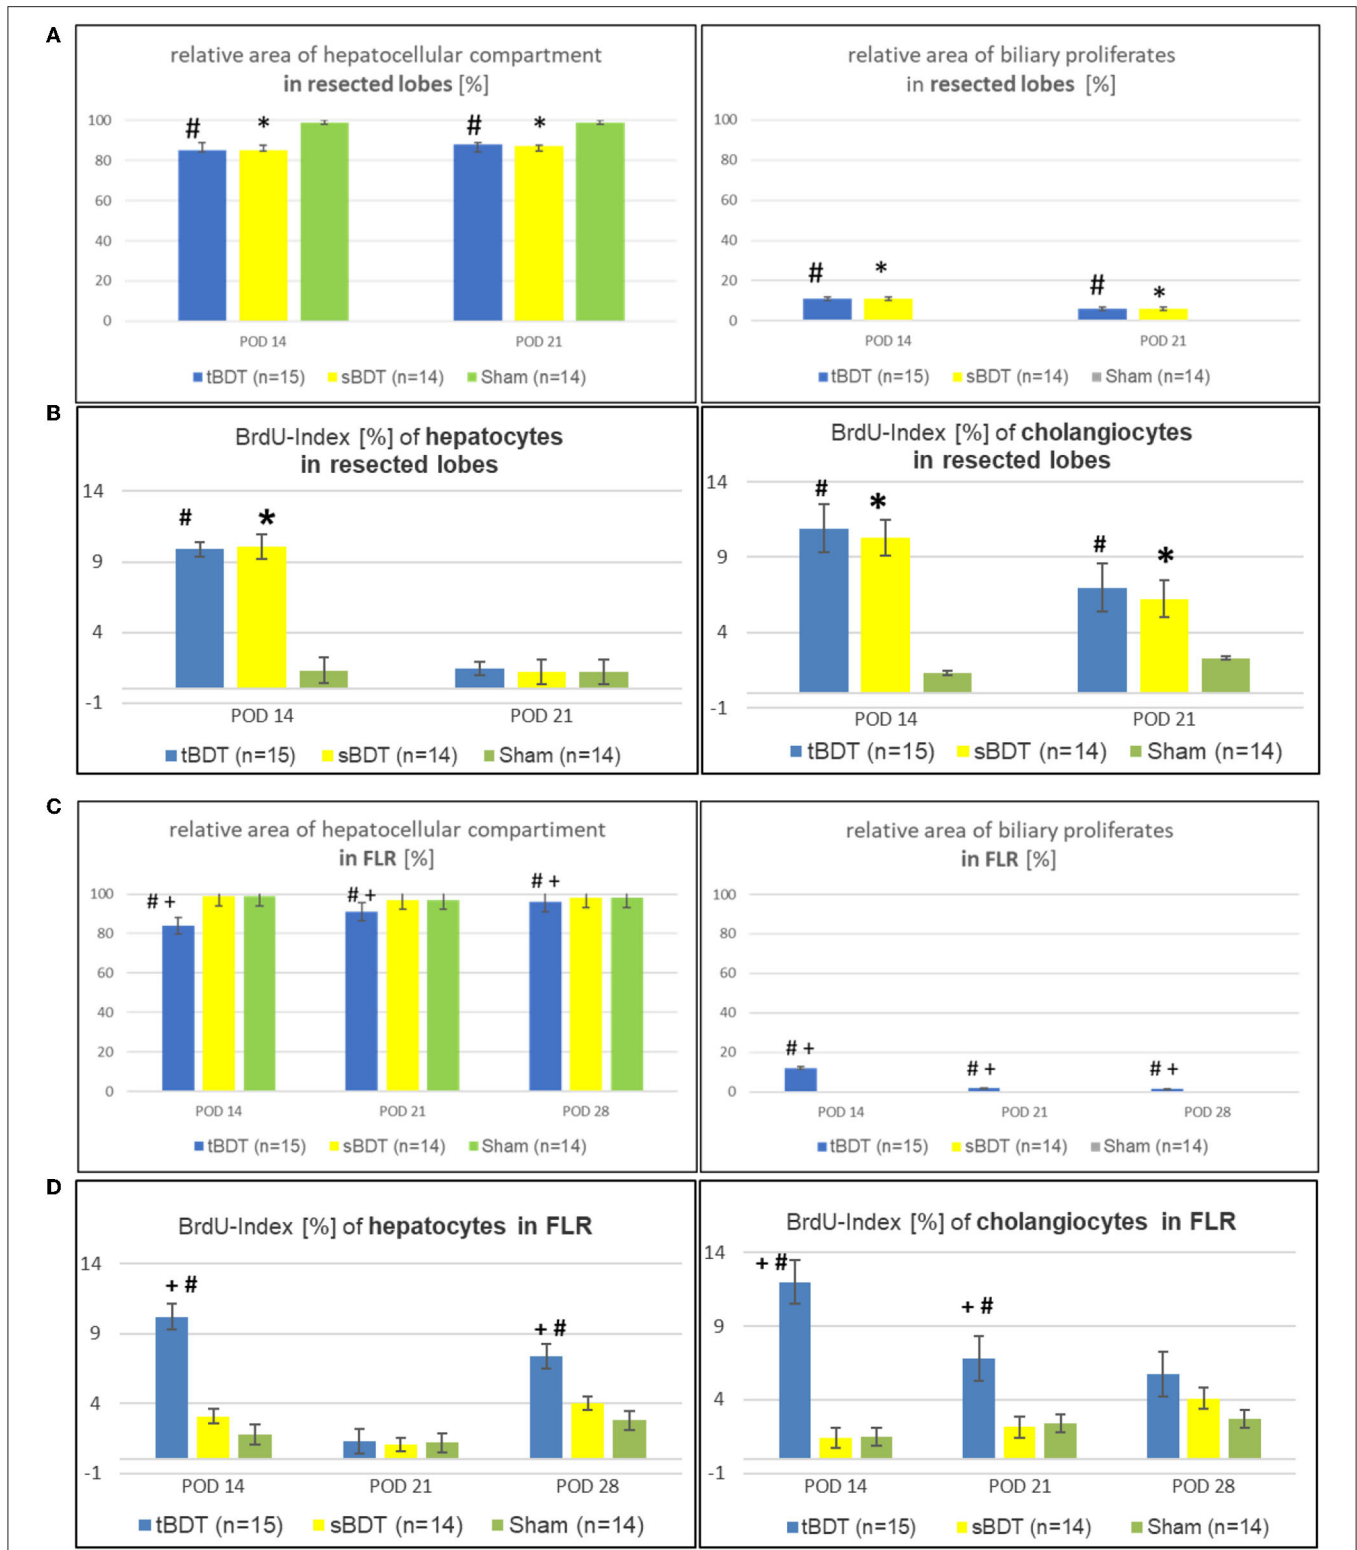 A
relative area of hepatocellular compartment
in resected lobes [%]
100
80
60
40
20
0
# * # *
POD 14 POD 21
tBDT (n=15) sBDT (n=14) Sham (n=14)
relative area of biliary proliferates
in resected lobes [%]
100
80
60
40
20
0
# * # *
POD 14 POD 21
tBDT (n=15) sBDT (n=14) Sham (n=14)
B
BrdU-Index [%] of hepatocytes
in resected lobes
14
9
4
-1
# *
POD 14 POD 21
tBDT (n=15) sBDT (n=14) Sham (n=14)
BrdU-Index [%] of cholangiocytes
in resected lobes
14
9
4
-1
# * # *
POD 14 POD 21
tBDT (n=15) sBDT (n=14) Sham (n=14)
C
relative area of hepatocellular compartiment
in FLR [%]
100
80
60
40
20
0
# + # + # +
POD 14 POD 21 POD 28
tBDT (n=15) sBDT (n=14) Sham (n=14)
relative area of biliary proliferates
in FLR [%]
100
80
60
40
20
0
# + # + # +
POD 14 POD 21 POD 28
tBDT (n=15) sBDT (n=14) Sham (n=14)
D
BrdU-Index [%] of hepatocytes in FLR
14
9
4
-1
+ # + #
POD 14 POD 21 POD 28
tBDT (n=15) sBDT (n=14) Sham (n=14)
BrdU-Index [%] of cholangiocytes in FLR
14
9
4
-1
+ # + #
POD 14 POD 21 POD 28
tBDT (n=15) sBDT (n=14) Sham (n=14)